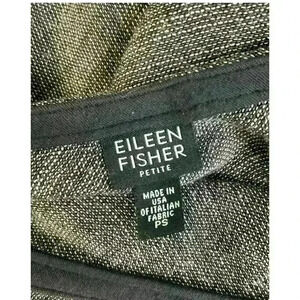 EILEEN
FISHER
PETITE
MADE IN
USA
OF ITALIAN
FABRIC
PS